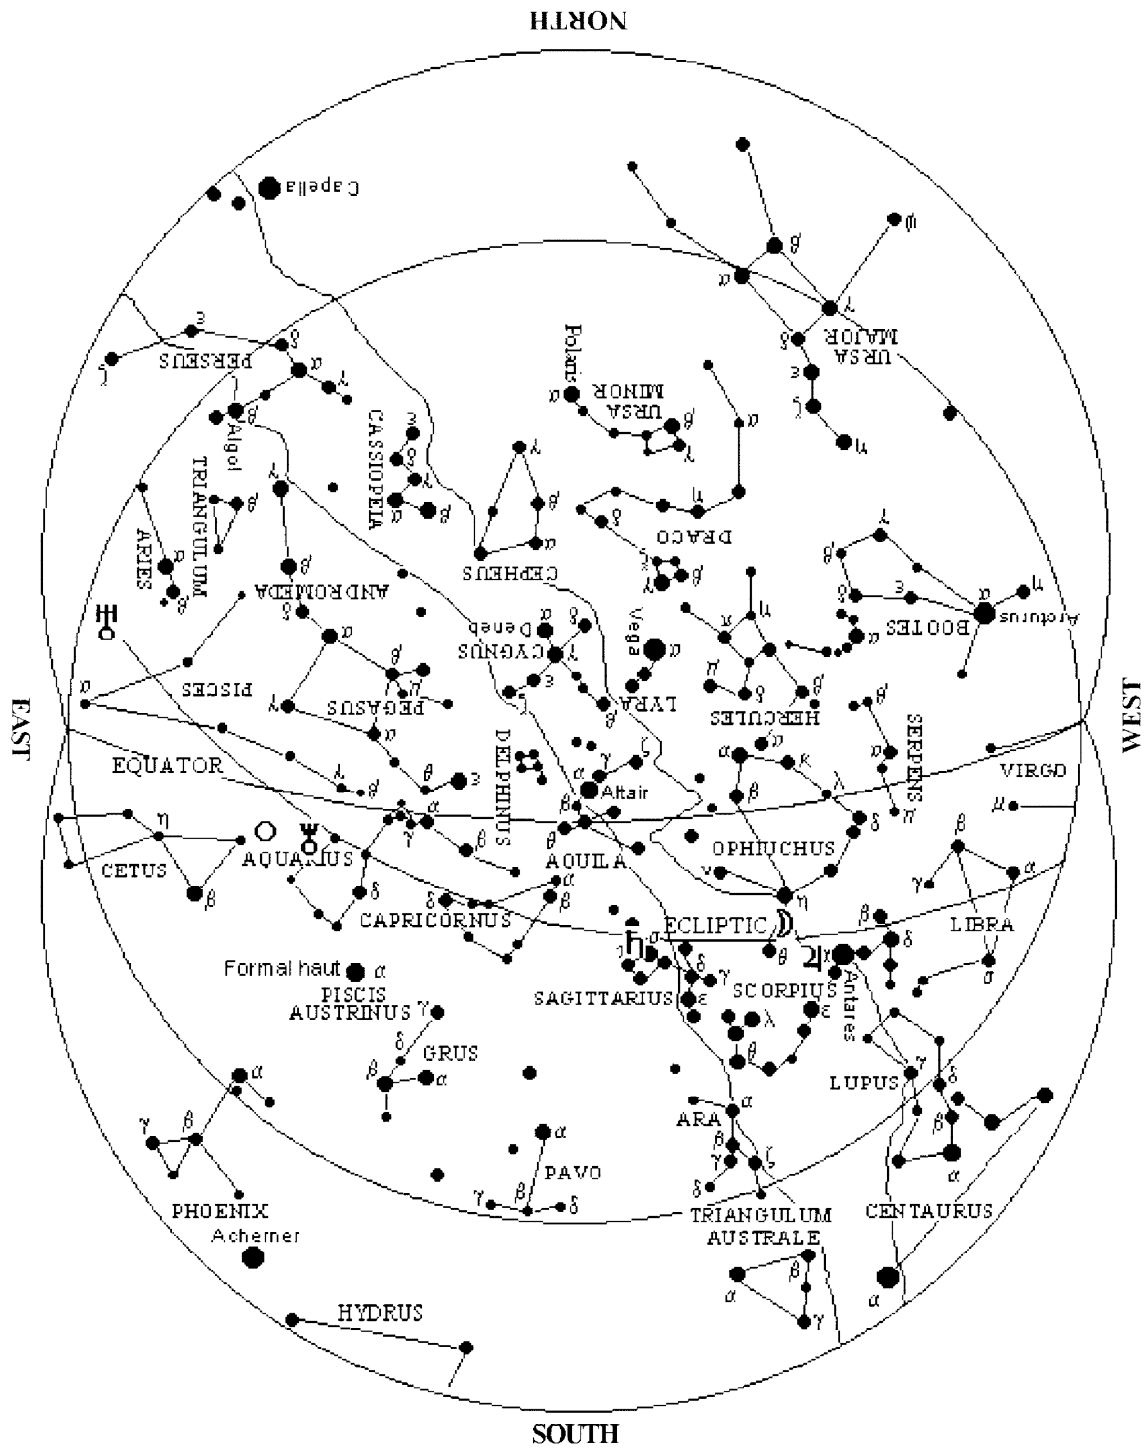 NORTH
Capella
PERSEUS
URSA
MAJOR
Polaris
URSA
MINOR
Algol
CASSIOPEIA
TRIANGULUM
ARIES
CEPHEUS
DRACO
ANDROMEDA
BOOTES
Arcturus
Deneb
CYGNUS
Vega
LYRA
HERCULES
PISCES
PEGASUS
EAST
WEST
EQUATOR
DELPHINUS
Altair
SERPENS
VIRGO
CETUS
AQUARIUS
AQUILA
OPHIUCHUS
CAPRICORNUS
ECLIPTIC
LIBRA
Formal haut
PISCIS
AUSTRINUS
SAGITTARIUS
SCORPIUS
Antares
GRUS
LUPUS
ARA
PAVO
PHOENIX
Acherner
TRIANGULUM
AUSTRALE
CENTAURUS
HYDRUS
SOUTH